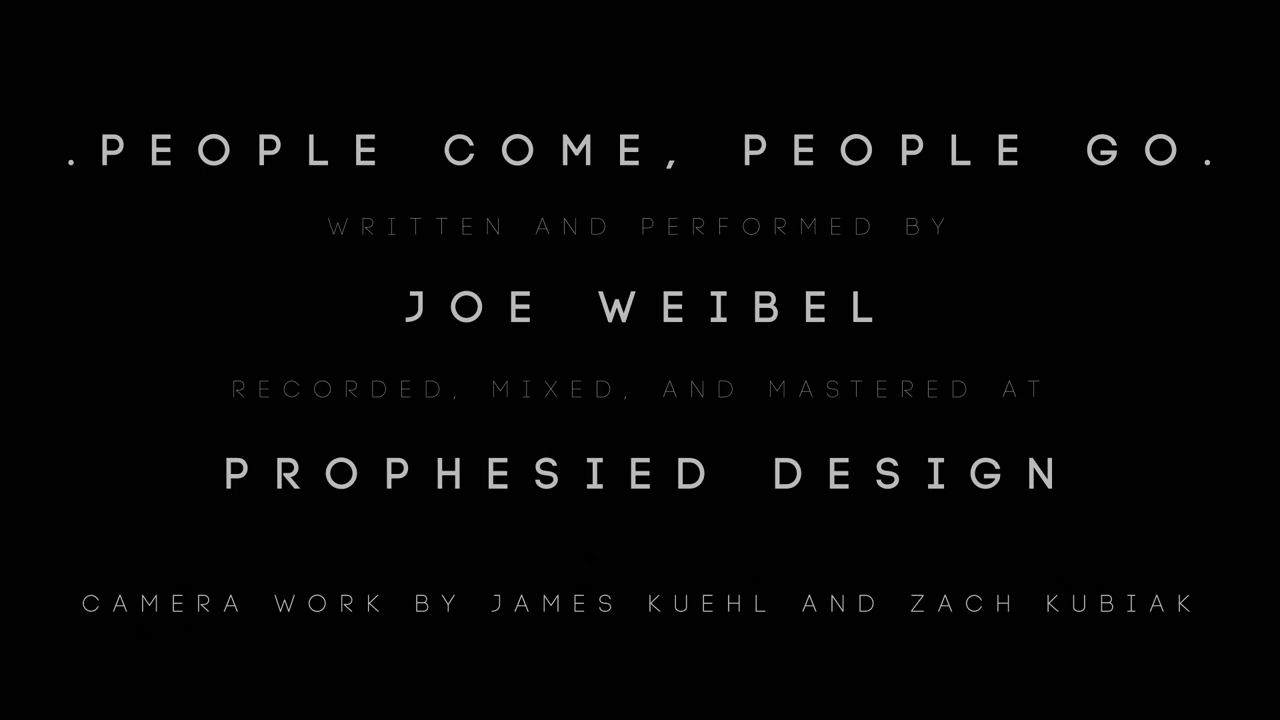 .PEOPLE COME, PEOPLE GO.
WRITTEN AND PERFORMED BY
JOE WEIBEL
RECORDED, MIXED, AND MASTERED AT
PROPHESIED DESIGN
CAMERA WORK BY JAMES KUEHL AND ZACH KUBIAK